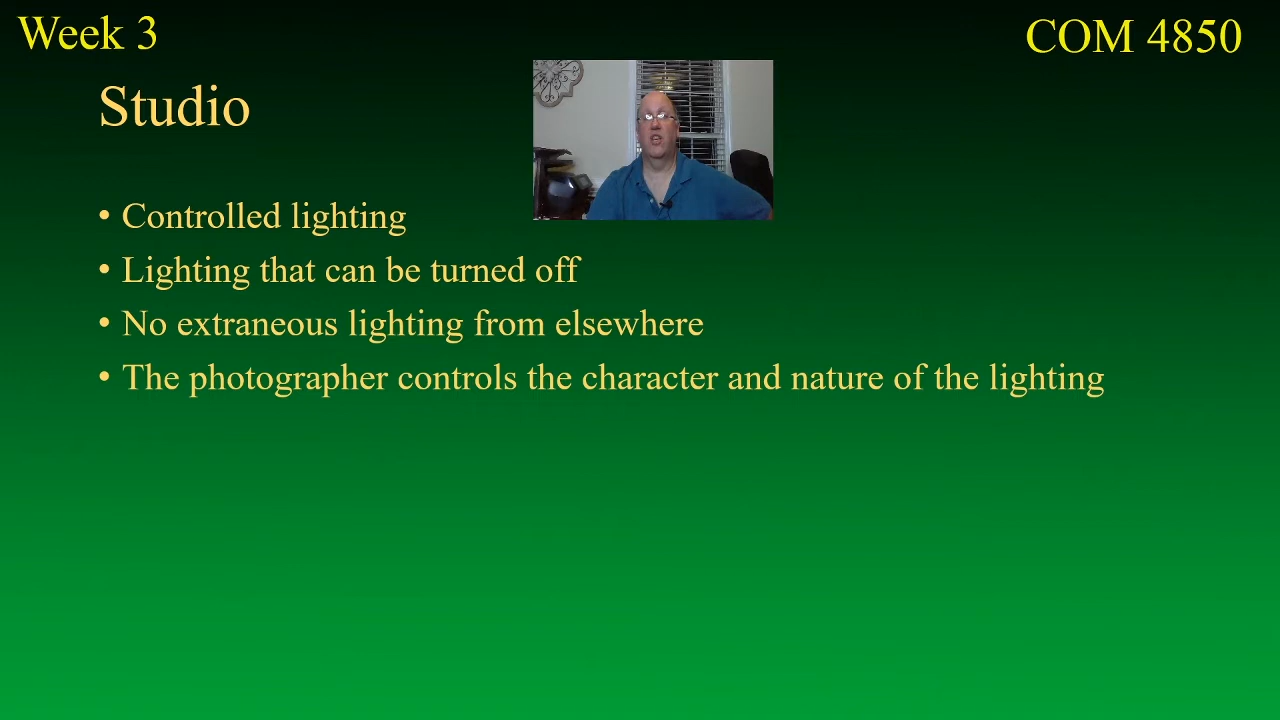 Week 3
COM 4850
Studio
• Controlled lighting
• Lighting that can be turned off
• No extraneous lighting from elsewhere
• The photographer controls the character and nature of the lighting